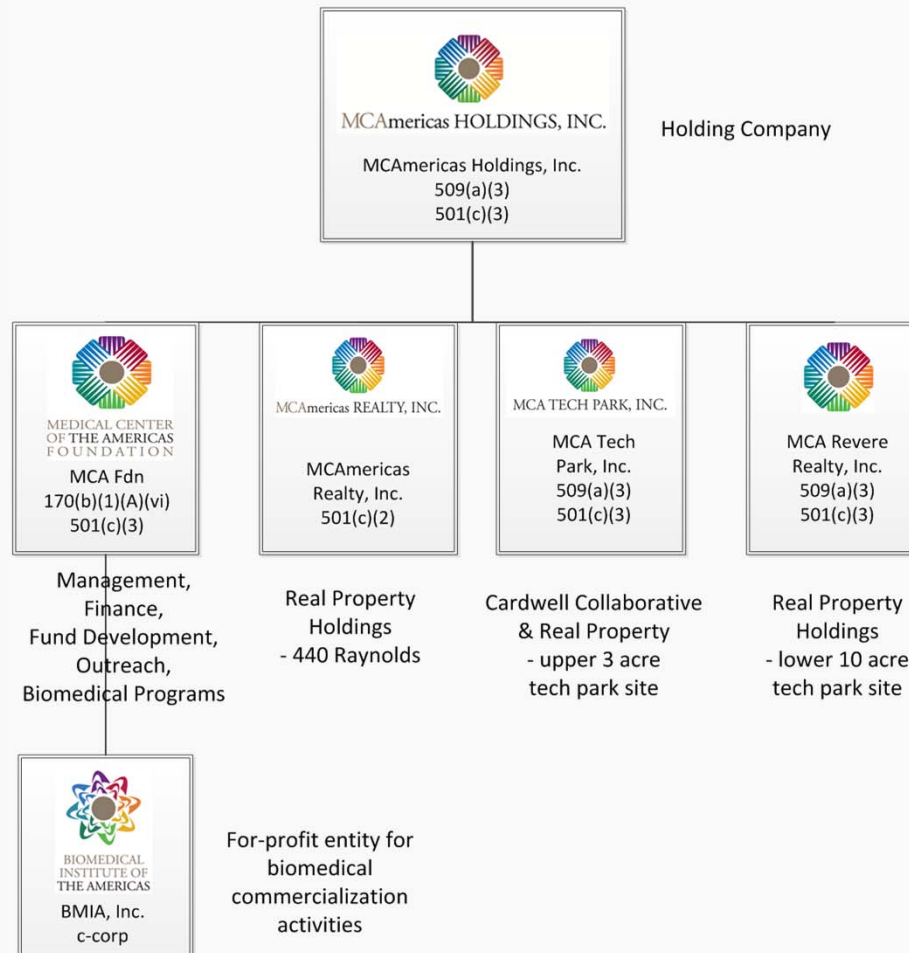 MCAmericas HOLDINGS, INC.
MCAmericas Holdings, Inc.
509(a)(3)
501(c)(3)
Holding Company
MEDICAL CENTER
OF THE AMERICAS
FOUNDATION
MCA Fdn
170(b)(1)(A)(vi)
501(c)(3)
Management,
Finance,
Fund Development,
Outreach,
Biomedical Programs
MCAmericas REALTY, INC.
MCAmericas
Realty, Inc.
501(c)(2)
Real Property
Holdings
- 440 Raynolds
MCA TECH PARK, INC.
MCA Tech
Park, Inc.
509(a)(3)
501(c)(3)
Cardwell Collaborative
& Real Property
- upper 3 acre
tech park site
MCA Revere
Realty, Inc.
509(a)(3)
501(c)(3)
Real Property
Holdings
- lower 10 acre
tech park site
BIOMEDICAL
INSTITUTE OF
THE AMERICAS
BMIA, Inc.
c-corp
For-profit entity for
biomedical
commercialization
activities